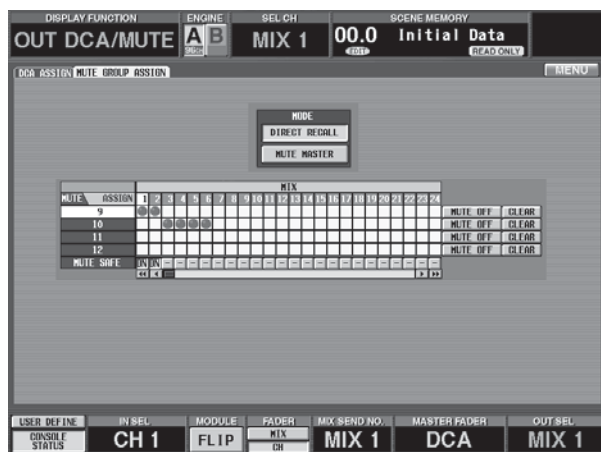 DISPLAY FUNCTION ENGINE SEL CH SCENE MEMORY
OUT DCA/MUTE A B MIX 1 00.0 Initial Data
EDIT READ ONLY
DCA ASSIGN MUTE GROUP ASSIGN MENU
MODE
DIRECT RECALL
MUTE MASTER
MIX
MUTE ASSIGN 1 2 3 4 5 6 7 8 9 10 11 12 13 14 15 16 17 18 19 20 21 22 23 24
9 MUTE OFF CLEAR
10 MUTE OFF CLEAR
11 MUTE OFF CLEAR
12 MUTE OFF CLEAR
MUTE SAFE ON ON - - - - - - - - - - - - - - - - - - - - - -
USER DEFINE IN SEL MODULE FADER MIX SEND NO. MASTER FADER OUT SEL
CONSOLE STATUS CH 1 FLIP MIX CH MIX 1 DCA MIX 1